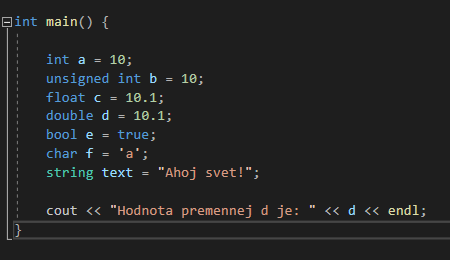 int main() {
int a = 10;
unsigned int b = 10;
float c = 10.1;
double d = 10.1;
bool e = true;
char f = 'a';
string text = "Ahoj svet!";
cout << "Hodnota premennej d je: " << d << endl;
}